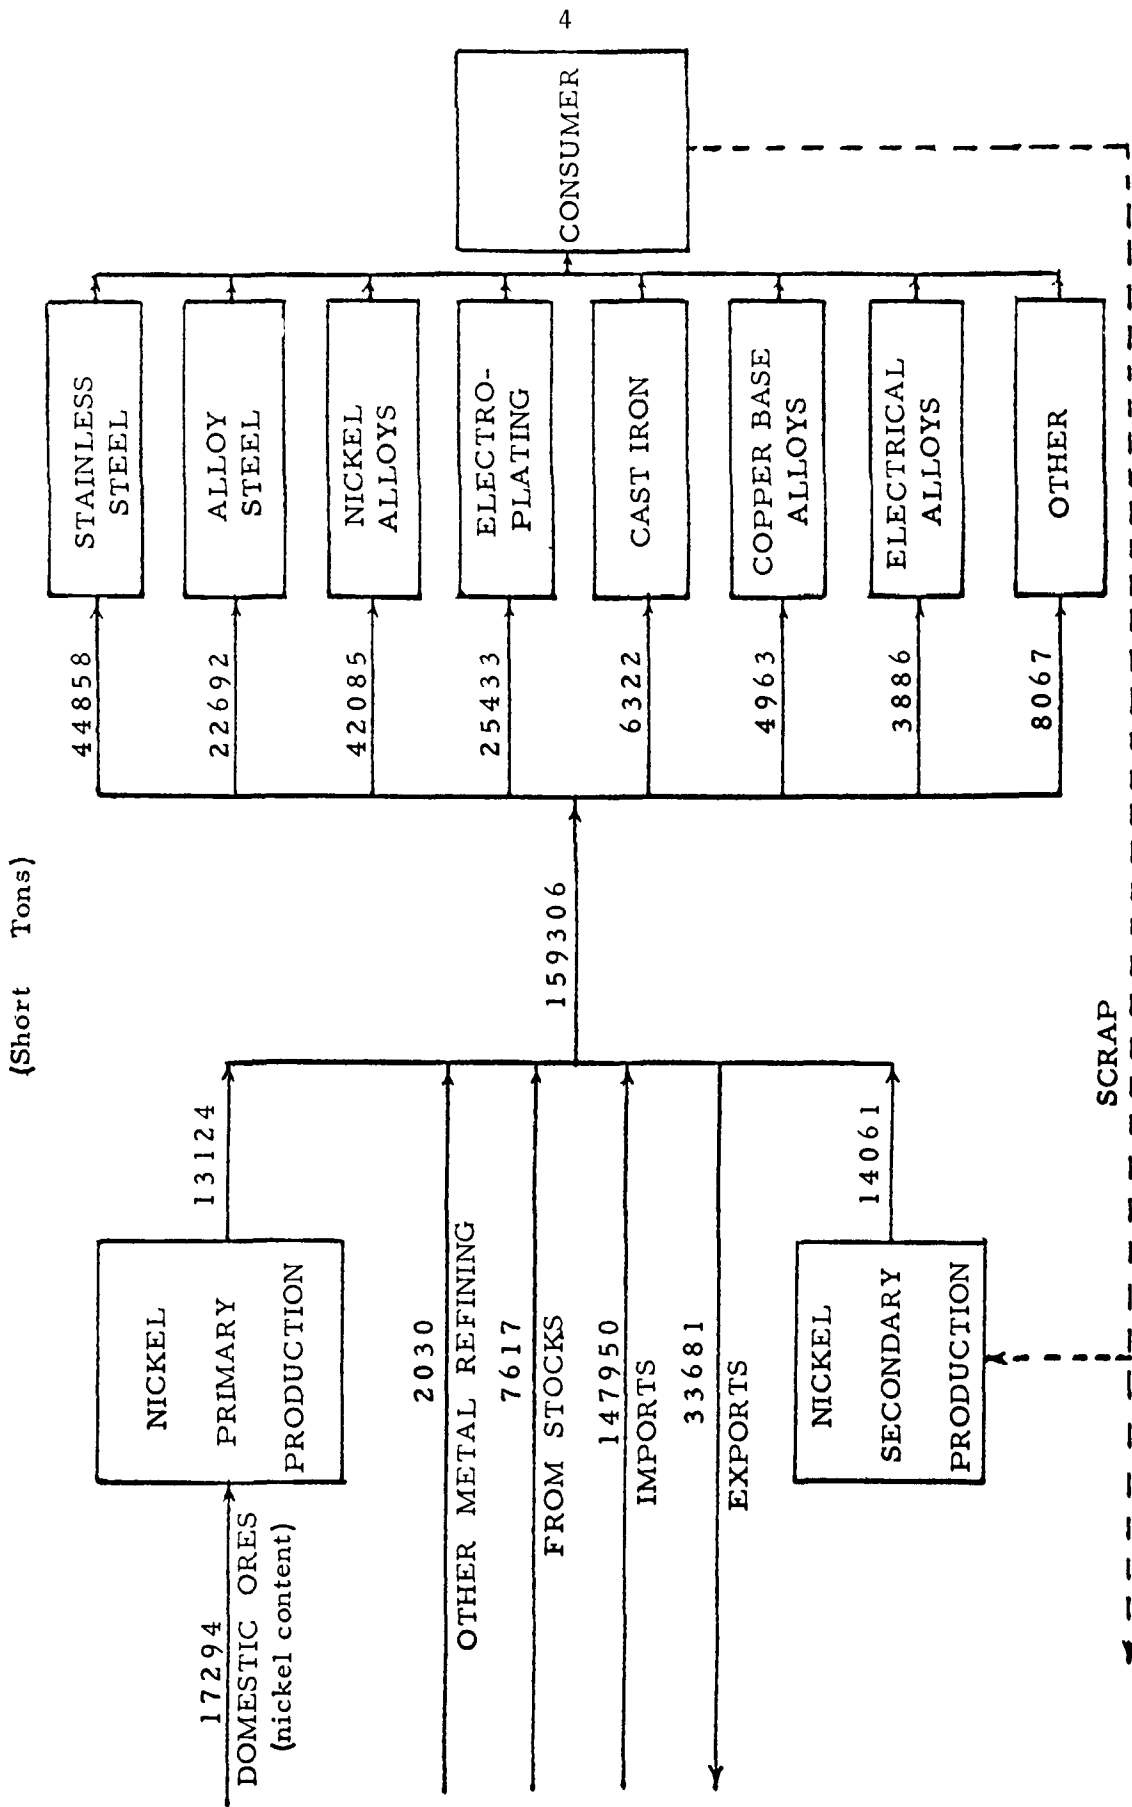 4
(Short Tons)
17294
DOMESTIC ORES
(nickel content)
NICKEL
PRIMARY
PRODUCTION
13124
2030
OTHER METAL REFINING
7617
FROM STOCKS
147950
IMPORTS
33681
EXPORTS
NICKEL
SECONDARY
PRODUCTION
14061
159306
44858
STAINLESS
STEEL
22692
ALLOY
STEEL
42085
NICKEL
ALLOYS
25433
ELECTRO-
PLATING
6322
CAST IRON
4963
COPPER BASE
ALLOYS
3886
ELECTRICAL
ALLOYS
8067
OTHER
CONSUMER
SCRAP